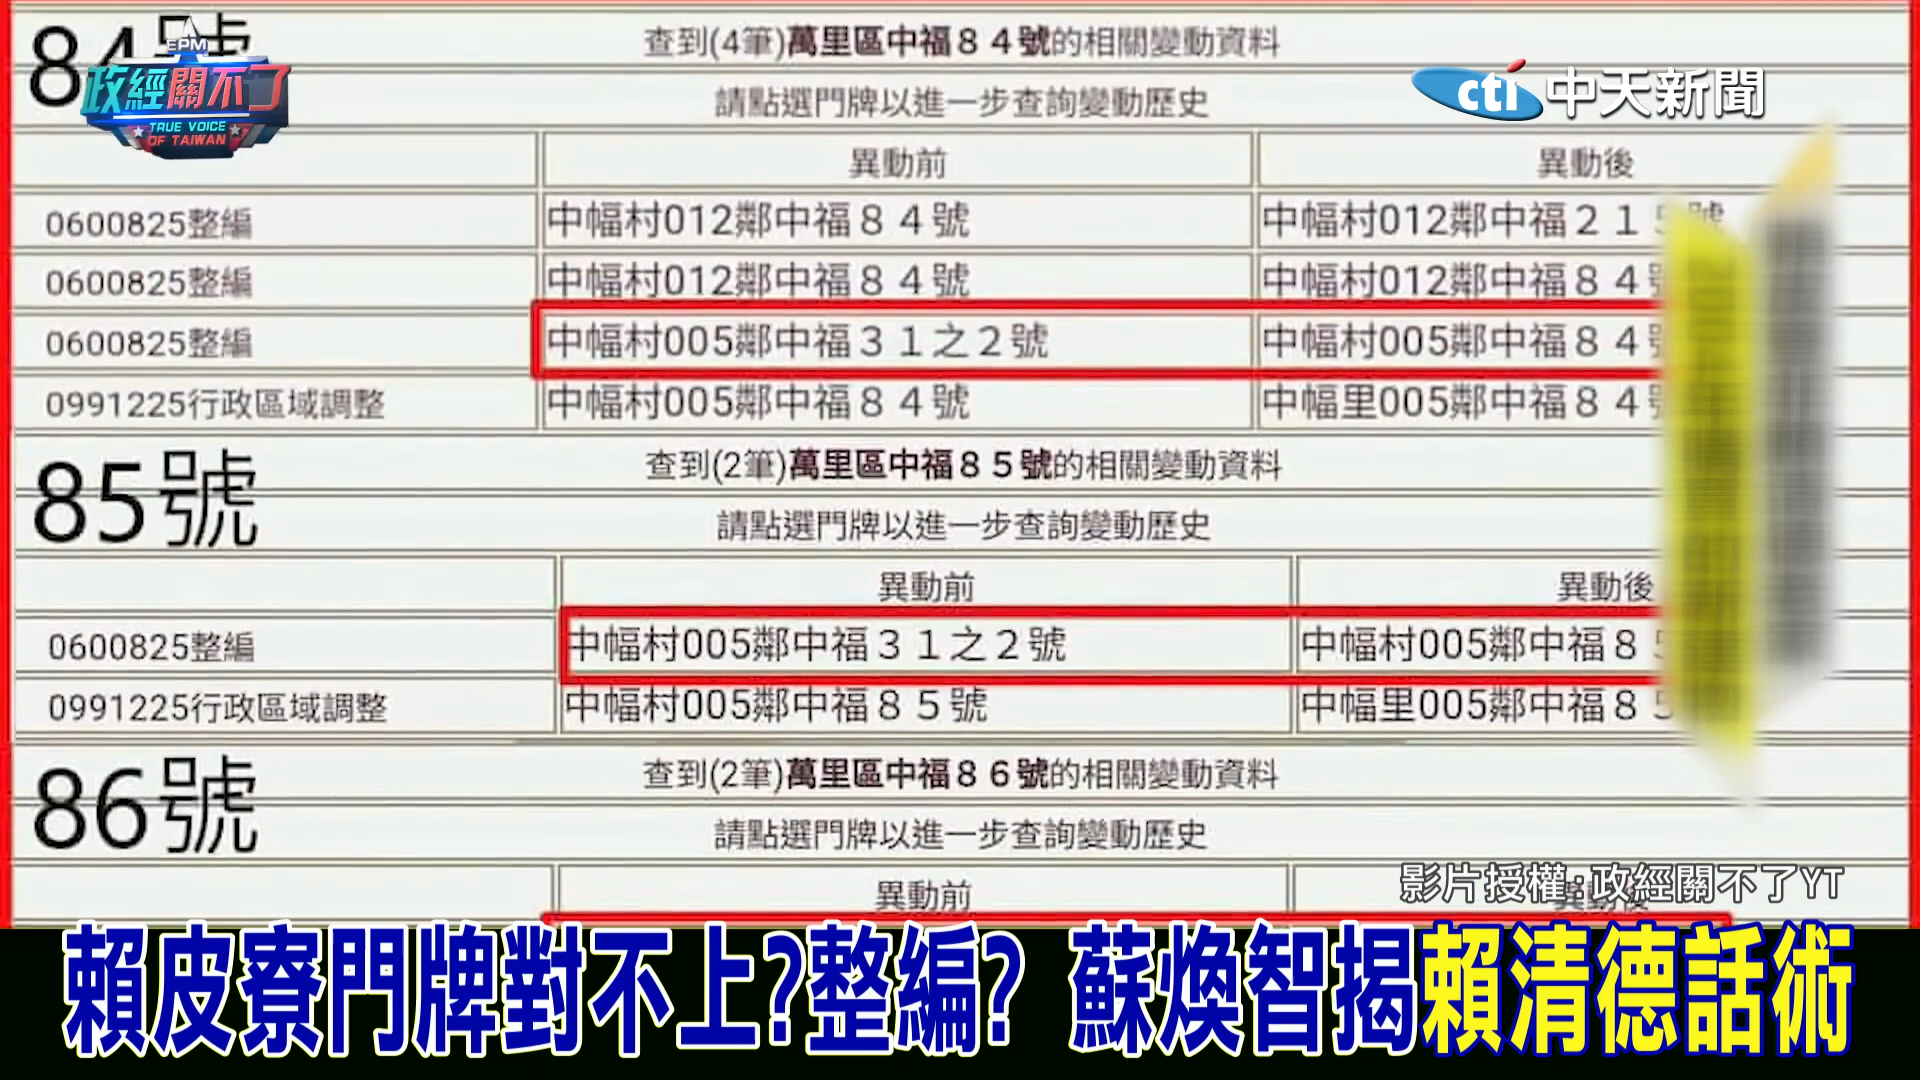 84號
EPM
政經關不了
TRUE VOICE
OF TAIWAN
cti 中天新聞
查到(4筆)萬里區中福８４號的相關變動資料
請點選門牌以進一步查詢變動歷史
異動前 異動後
0600825整編 中幅村012鄰中福８４號 中幅村012鄰中福２１
0600825整編 中幅村012鄰中福８４號 中幅村012鄰中福８４
0600825整編 中幅村005鄰中福３１之２號 中幅村005鄰中福８４
0991225行政區域調整 中幅村005鄰中福８４號 中幅里005鄰中福８４
85號
查到(2筆)萬里區中福８５號的相關變動資料
請點選門牌以進一步查詢變動歷史
異動前 異動後
0600825整編 中幅村005鄰中福３１之２號 中幅村005鄰中福８
0991225行政區域調整 中幅村005鄰中福８５號 中幅里005鄰中福８５
86號
查到(2筆)萬里區中福８６號的相關變動資料
請點選門牌以進一步查詢變動歷史
異動前 異動後
影片授權:政經關不了YT
賴皮寮門牌對不上?整編? 蘇煥智揭賴清德話術